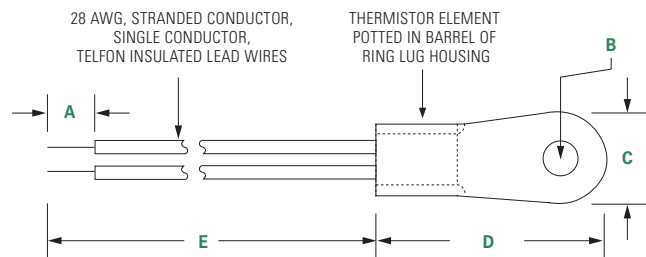 28 AWG, STRANDED CONDUCTOR,
SINGLE CONDUCTOR,
TELFON INSULATED LEAD WIRES
THERMISTOR ELEMENT
POTTED IN BARREL OF
RING LUG HOUSING
B
A
C
E
D